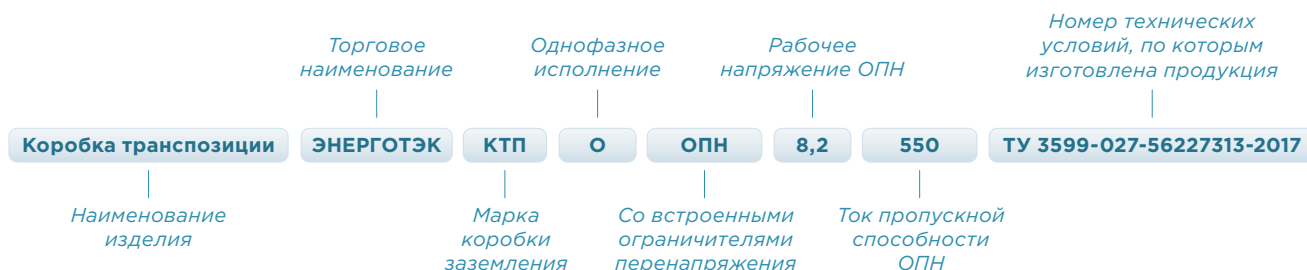 Торговое
наименование
Однофазное
исполнение
Рабочее
напряжение ОПН
Номер технических
условий, по которым
изготовлена продукция
Коробка транспозиции ЭНЕРГОТЭК КТП О ОПН 8,2 550 ТУ 3599-027-56227313-2017
Наименование
изделия
Марка
коробки
заземления
Со встроенными
ограничителями
перенапряжения
Ток пропускной
способности
ОПН